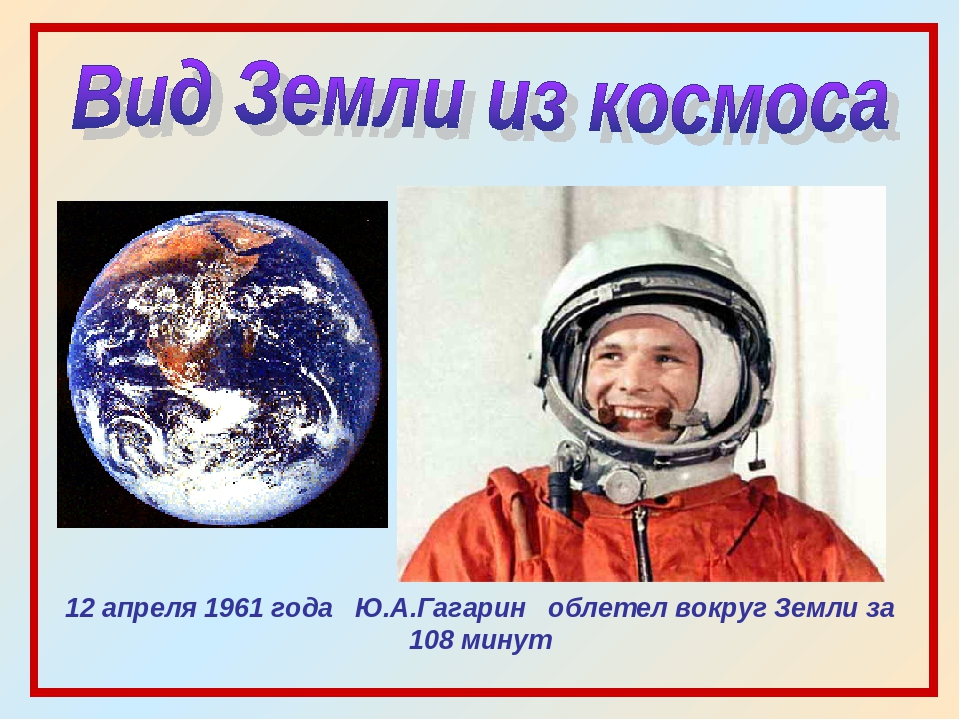 Вид Земли из космоса
12 апреля 1961 года Ю.А.Гагарин облетел вокруг Земли за
108 минут